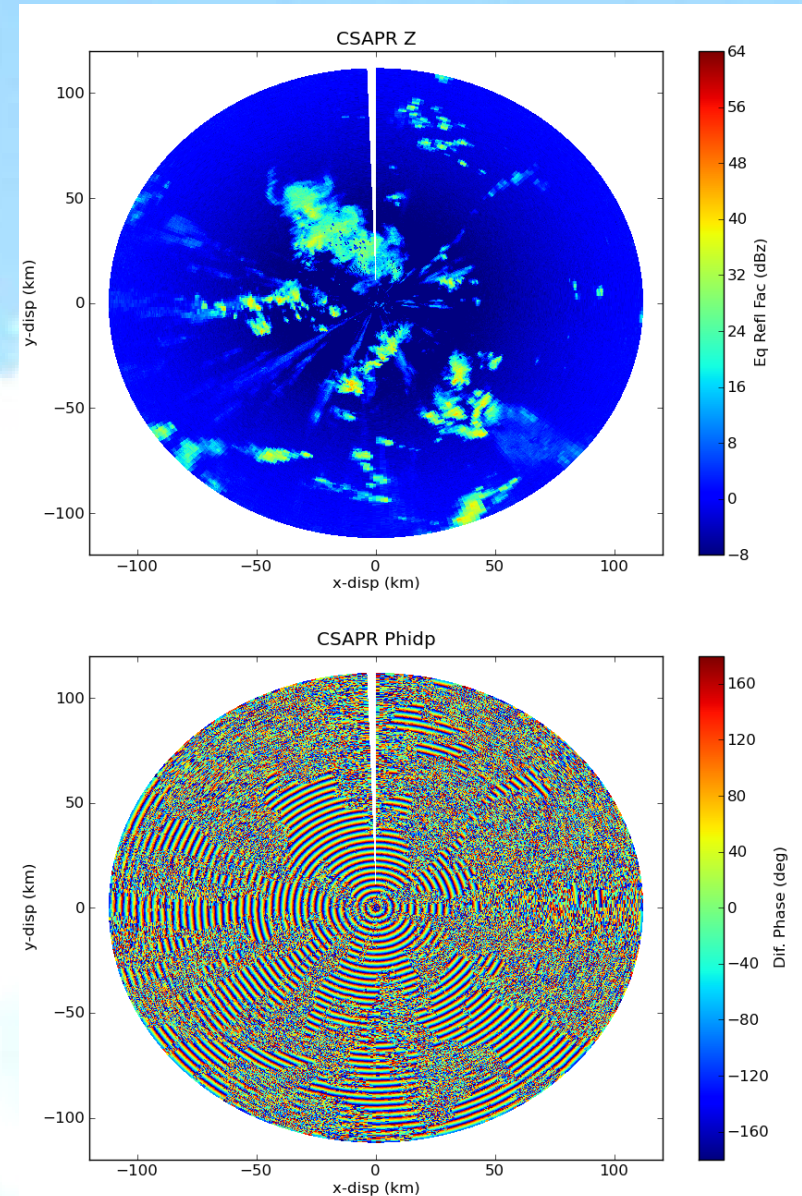 CSAPR Z
100
50
0
−50
−100
y-disp (km)
−100 −50 0 50 100
x-disp (km)
64
56
48
40
32
24
16
8
0
−8
Eq Refl Fac (dBz)
CSAPR Phidp
100
50
0
−50
−100
y-disp (km)
−100 −50 0 50 100
x-disp (km)
160
120
80
40
0
−40
−80
−120
−160
Dif. Phase (deg)